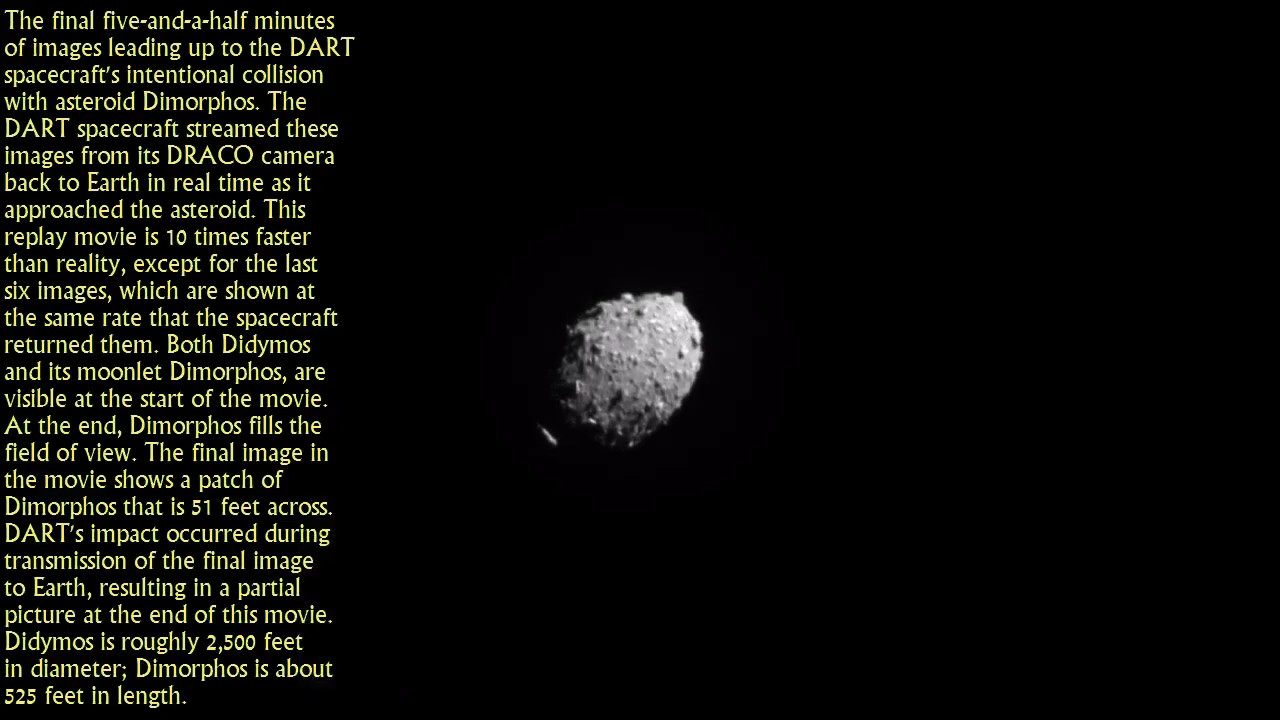 The final five-and-a-half minutes
of images leading up to the DART
spacecraft's intentional collision
with asteroid Dimorphos. The
DART spacecraft streamed these
images from its DRACO camera
back to Earth in real time as it
approached the asteroid. This
replay movie is 10 times faster
than reality, except for the last
six images, which are shown at
the same rate that the spacecraft
returned them. Both Didymos
and its moonlet Dimorphos, are
visible at the start of the movie.
At the end, Dimorphos fills the
field of view. The final image in
the movie shows a patch of
Dimorphos that is 51 feet across.
DART's impact occurred during
transmission of the final image
to Earth, resulting in a partial
picture at the end of this movie.
Didymos is roughly 2,500 feet
in diameter; Dimorphos is about
525 feet in length.